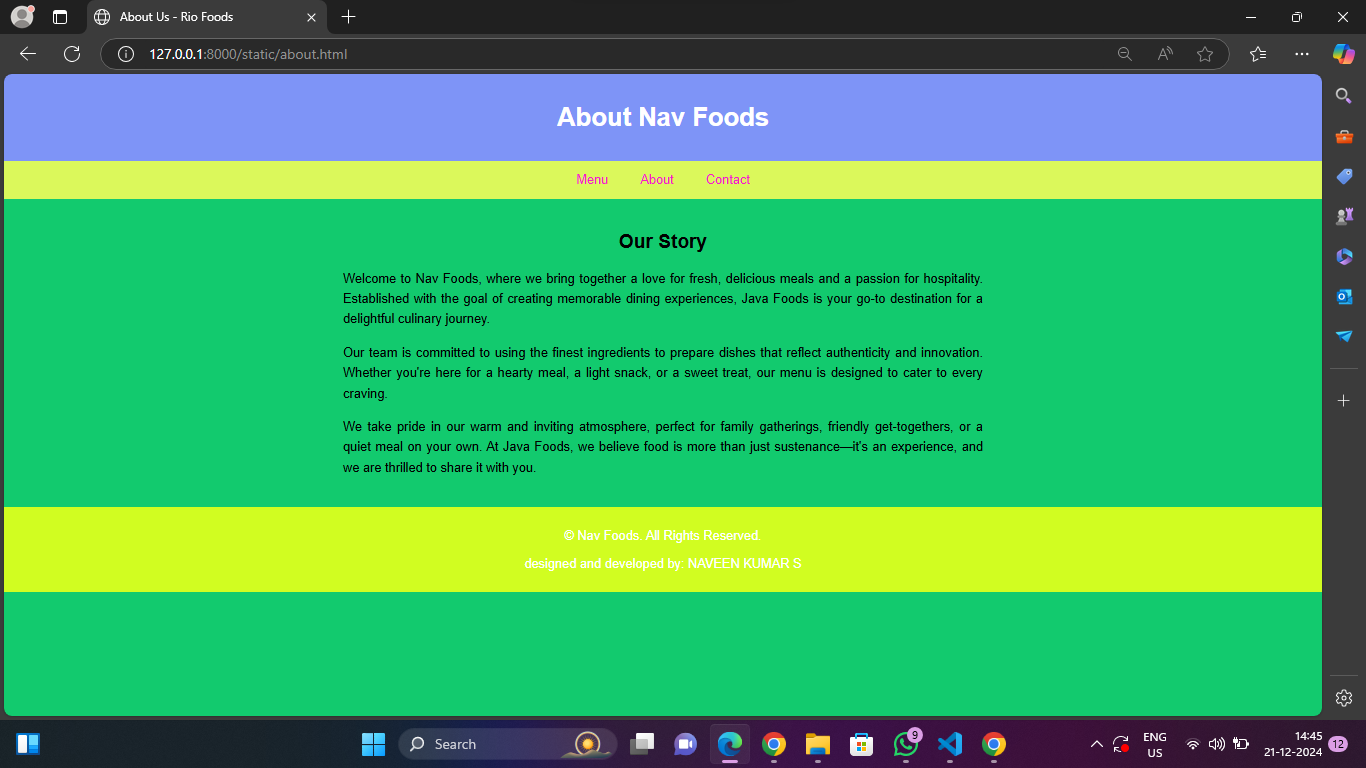 About Us - Rio Foods
127.0.0.1:8000/static/about.html
About Nav Foods
Menu About Contact
Our Story
Welcome to Nav Foods, where we bring together a love for fresh, delicious meals and a passion for hospitality.
Established with the goal of creating memorable dining experiences, Java Foods is your go-to destination for a
delightful culinary journey.
Our team is committed to using the finest ingredients to prepare dishes that reflect authenticity and innovation.
Whether you're here for a hearty meal, a light snack, or a sweet treat, our menu is designed to cater to every
craving.
We take pride in our warm and inviting atmosphere, perfect for family gatherings, friendly get-togethers, or a
quiet meal on your own. At Java Foods, we believe food is more than just sustenance—it's an experience, and
we are thrilled to share it with you.
© Nav Foods. All Rights Reserved.
designed and developed by: NAVEEN KUMAR S
Search
9
ENG
US
14:45
21-12-2024
12